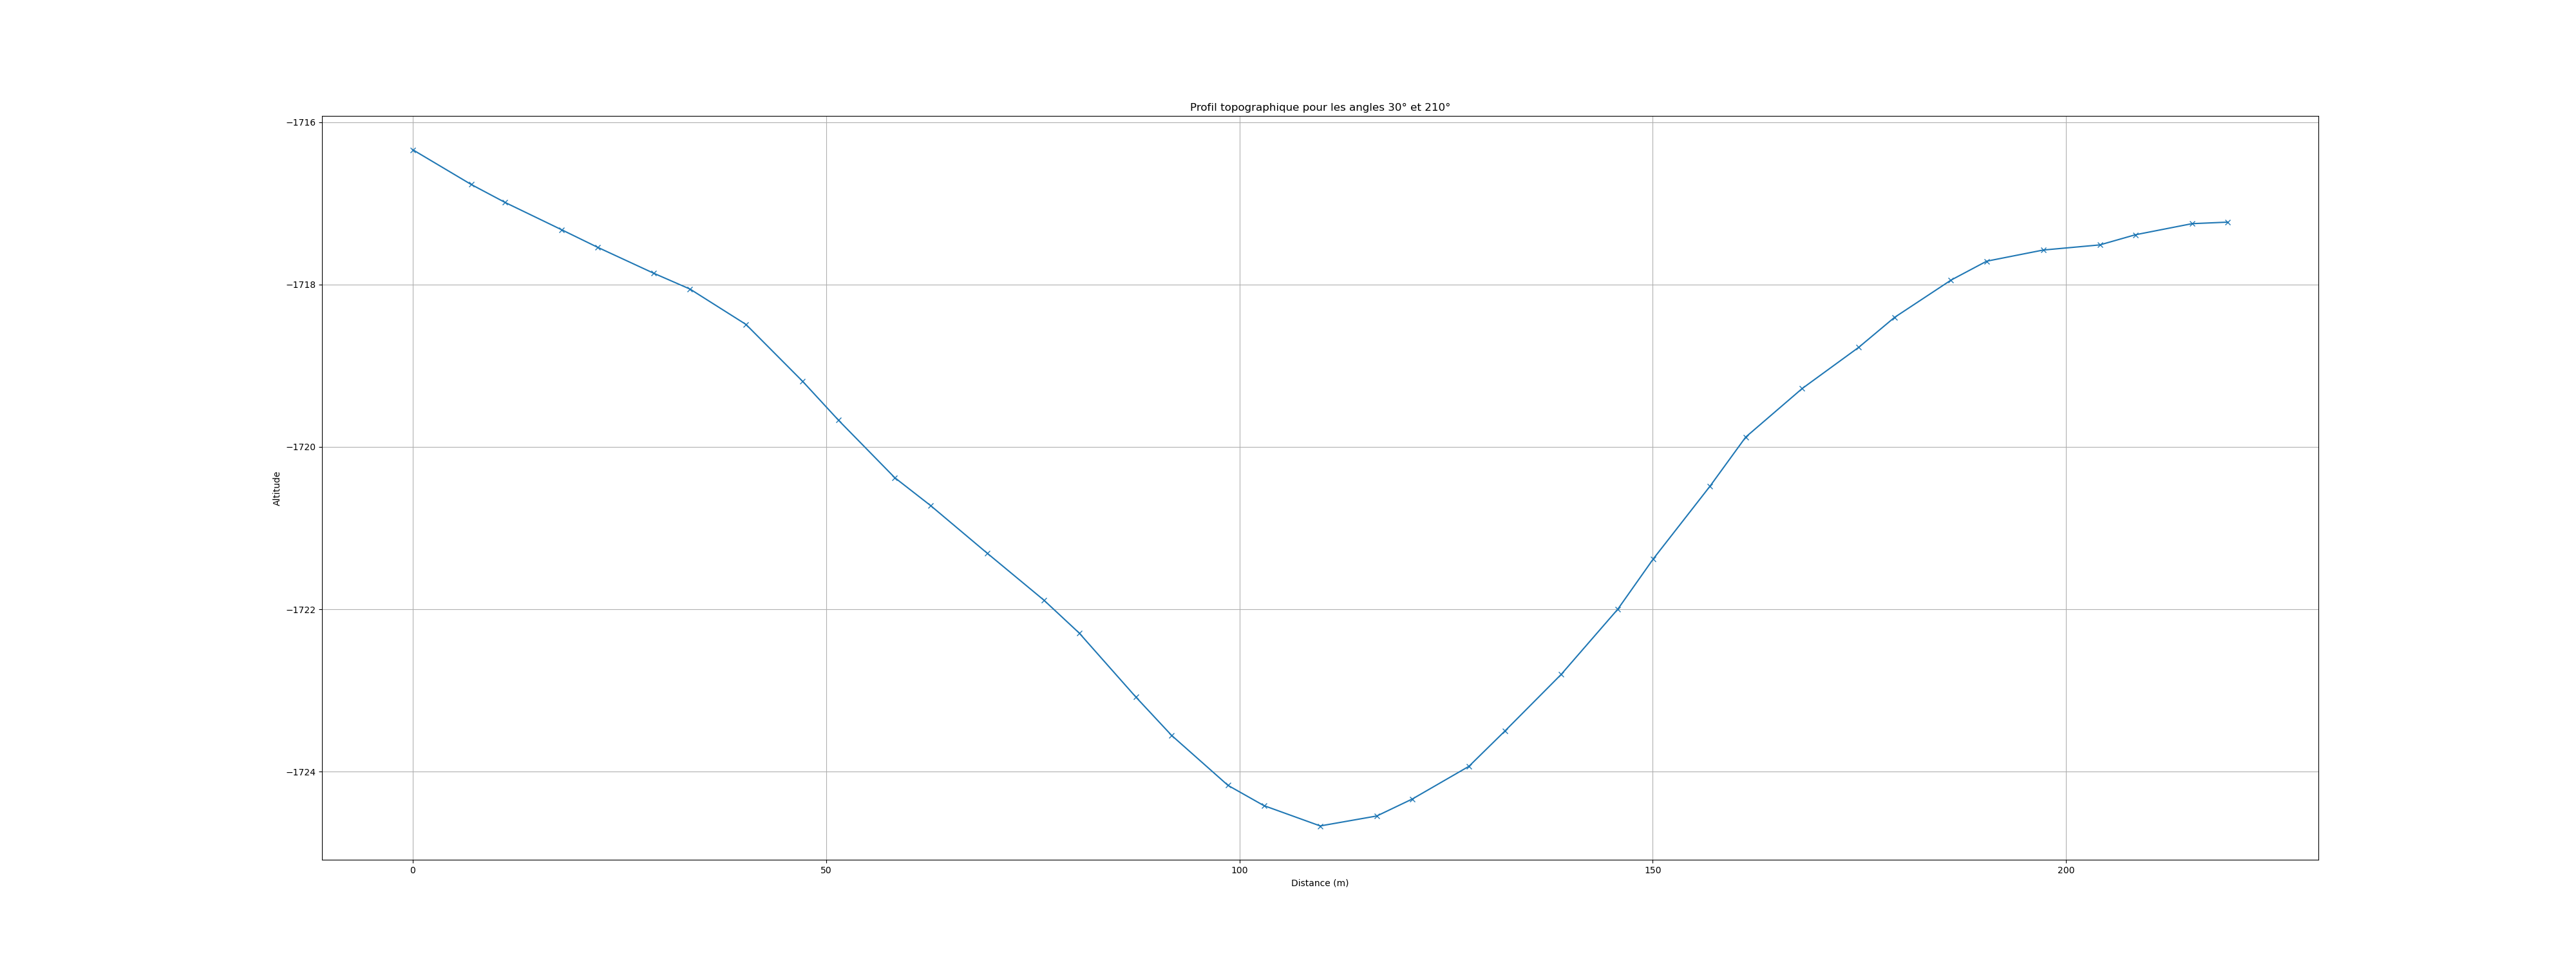 Profil topographique pour les angles 30° et 210°
−1716
−1718
−1720
−1722
−1724
Altitude
0 50 100 150 200
Distance (m)